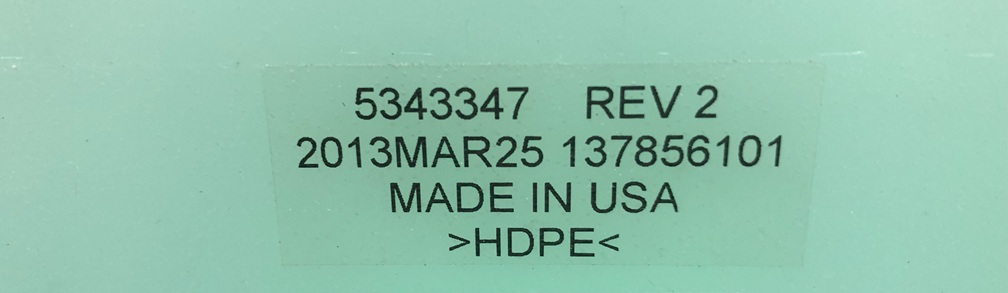 5343347 REV 2
2013MAR25 137856101
MADE IN USA
>HDPE<